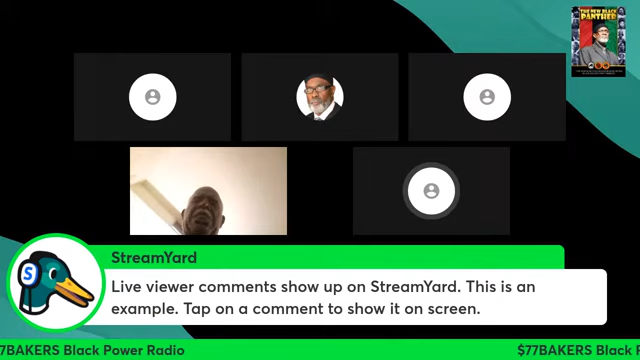 THE NEW BLACK
PANTHER
StreamYard
Live viewer comments show up on StreamYard. This is an
example. Tap on a comment to show it on screen.
7BAKERS Black Power Radio
$77BAKERS Black P